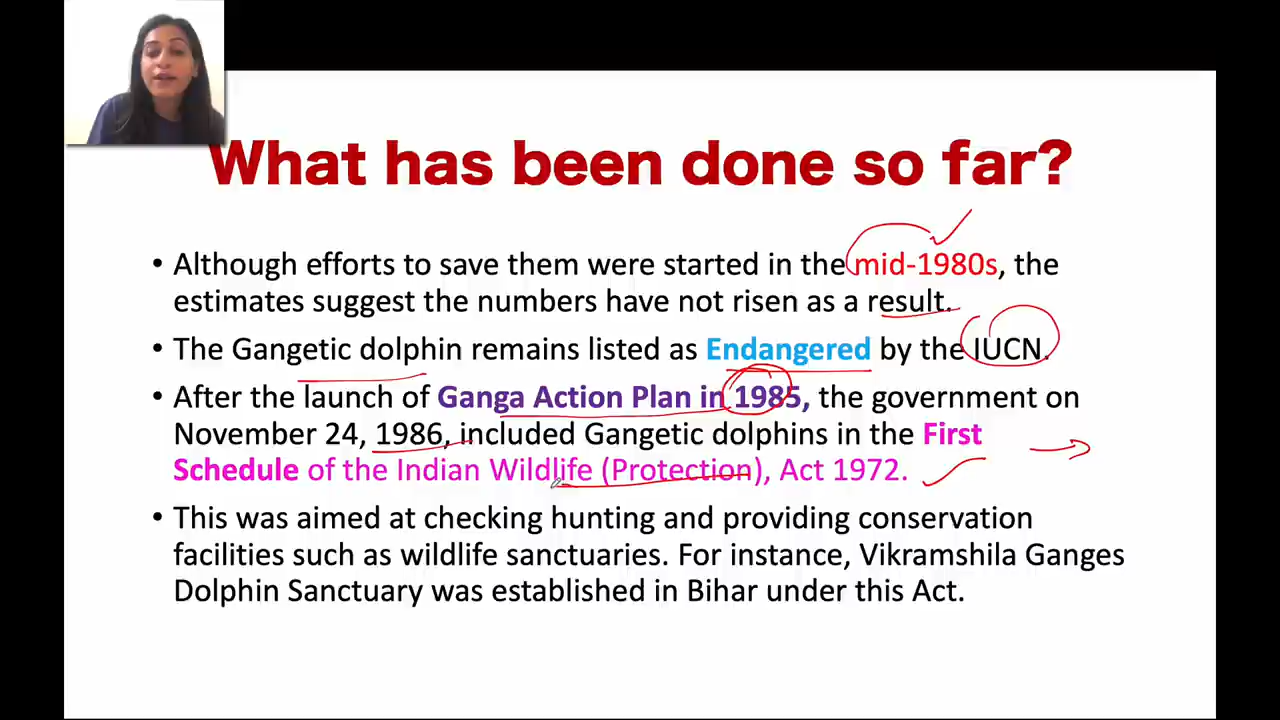 What has been done so far?
• Although efforts to save them were started in the mid-1980s, the
estimates suggest the numbers have not risen as a result.
• The Gangetic dolphin remains listed as Endangered by the IUCN.
• After the launch of Ganga Action Plan in 1985, the government on
November 24, 1986, included Gangetic dolphins in the First
Schedule of the Indian Wildlife (Protection), Act 1972.
• This was aimed at checking hunting and providing conservation
facilities such as wildlife sanctuaries. For instance, Vikramshila Ganges
Dolphin Sanctuary was established in Bihar under this Act.